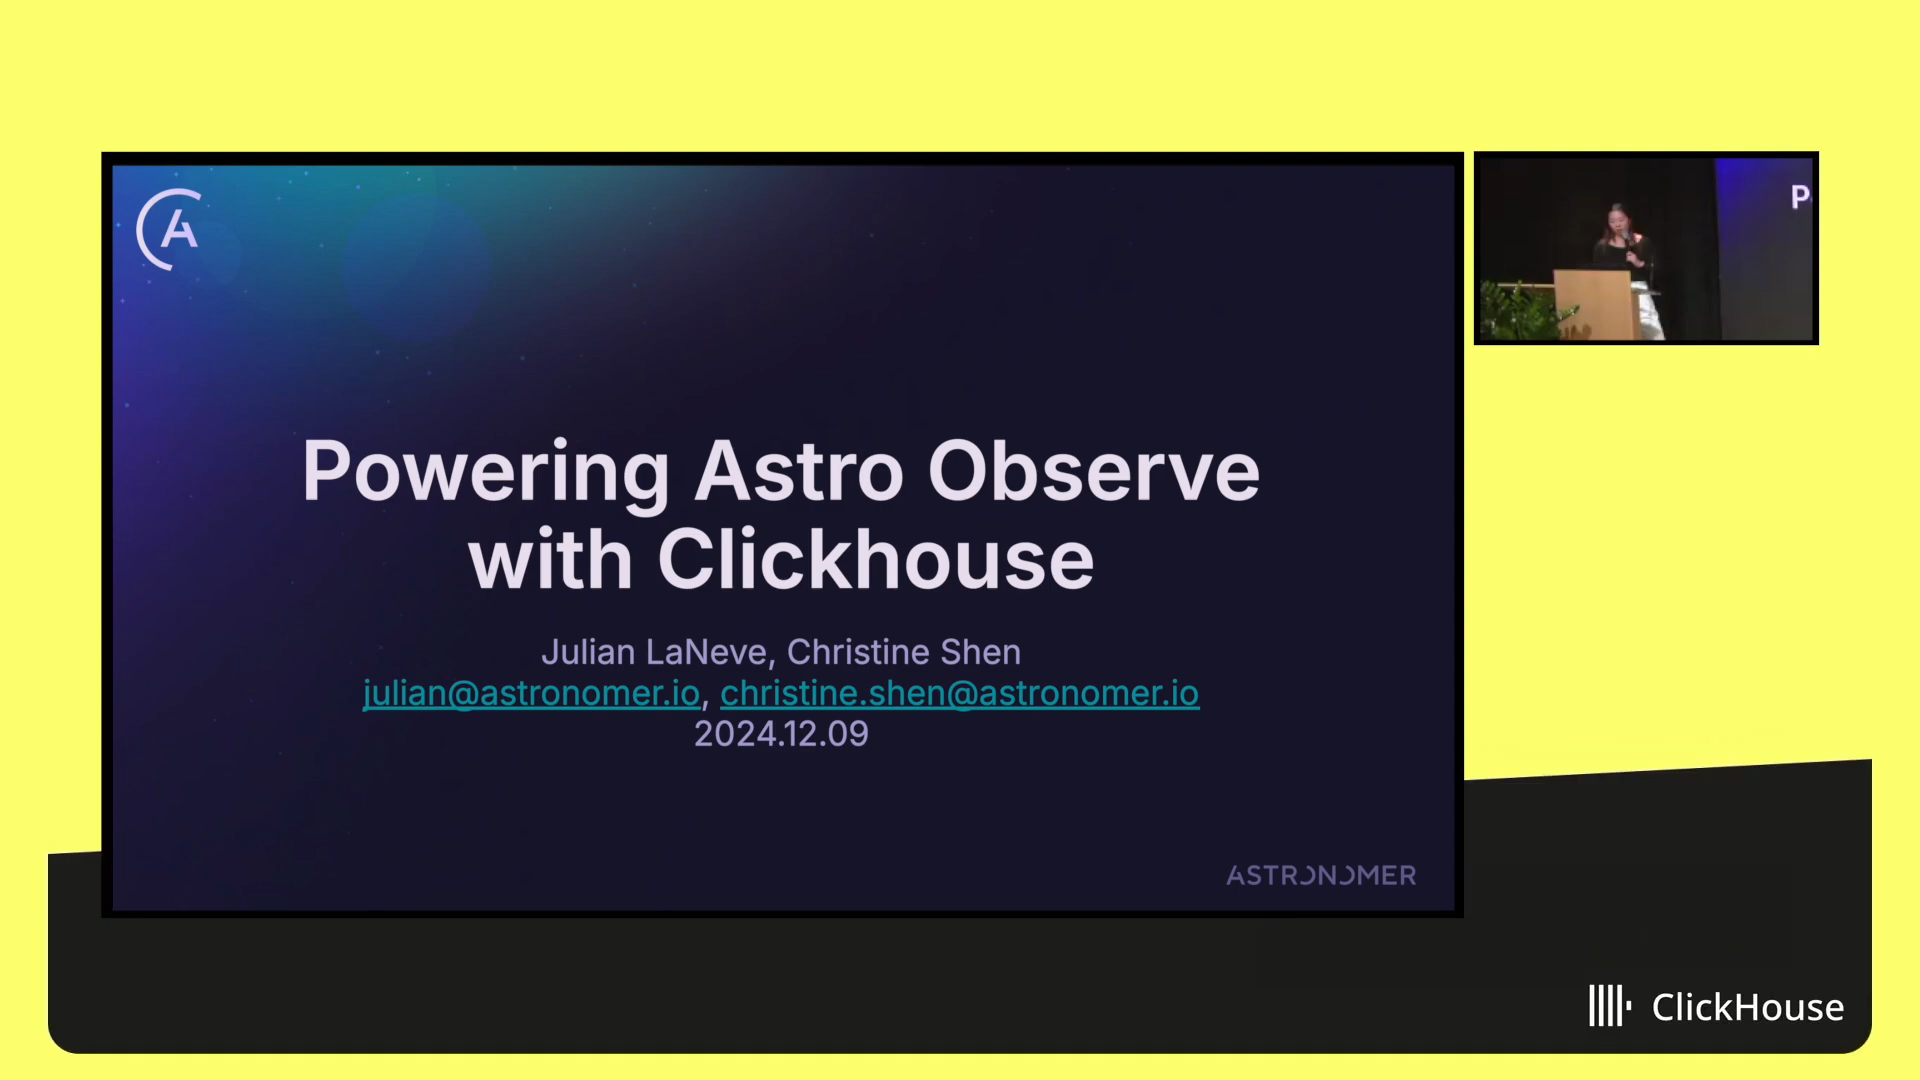 Powering Astro Observe
with Clickhouse
Julian LaNeve, Christine Shen
julian@astronomer.io, christine.shen@astronomer.io
2024.12.09
ASTRONOMER
P
ClickHouse